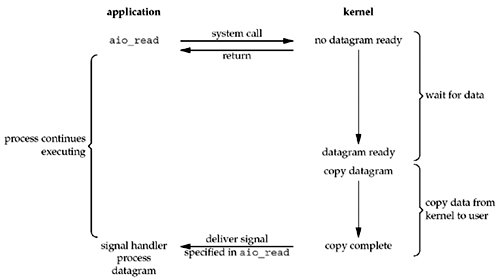 application
kernel
aio_read
system call
no datagram ready
return
wait for data
process continues
executing
datagram ready
copy datagram
copy data from
kernel to user
signal handler
process
datagram
deliver signal
specified in aio_read
copy complete